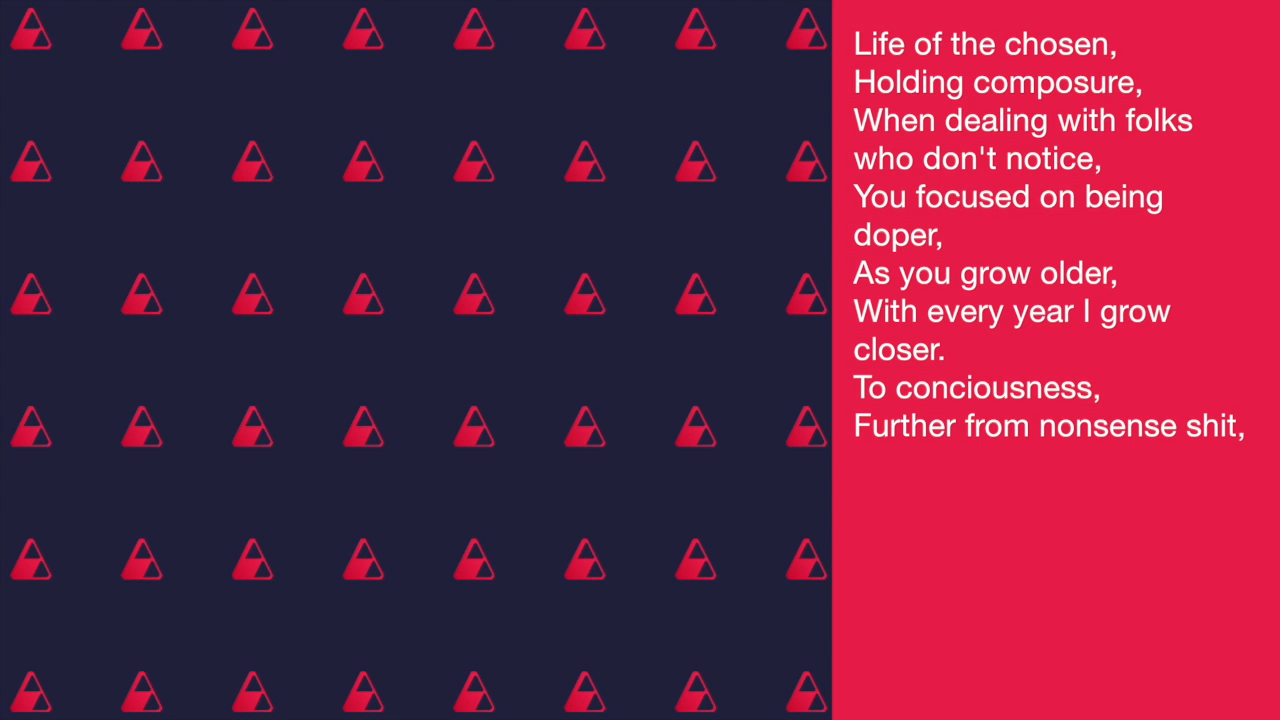 Life of the chosen,
Holding composure,
When dealing with folks
who don't notice,
You focused on being
doper,
As you grow older,
With every year I grow
closer.
To conciousness,
Further from nonsense shit,